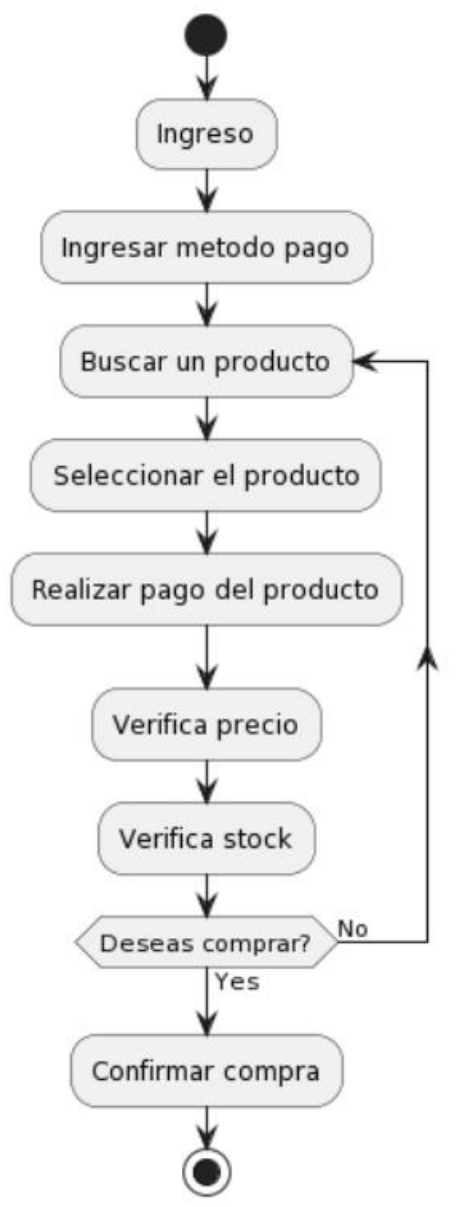 Ingreso
Ingresar metodo pago
Buscar un producto
Seleccionar el producto
Realizar pago del producto
Verifica precio
Verifica stock
Deseas comprar?
No
Yes
Confirmar compra